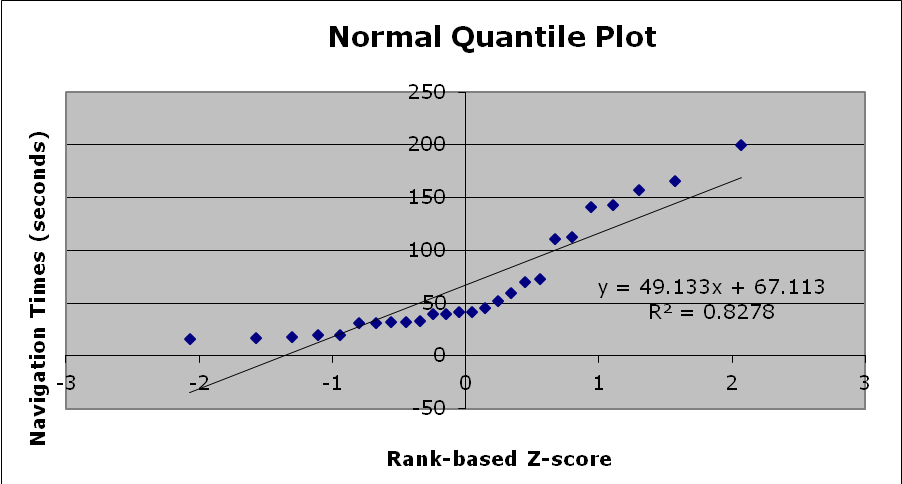 Normal Quantile Plot
Navigation Times (seconds)
250
200
150
100
50
0
-50
-3 -2 -1 0 1 2 3
y = 49.133x + 67.113
R² = 0.8278
Rank-based Z-score